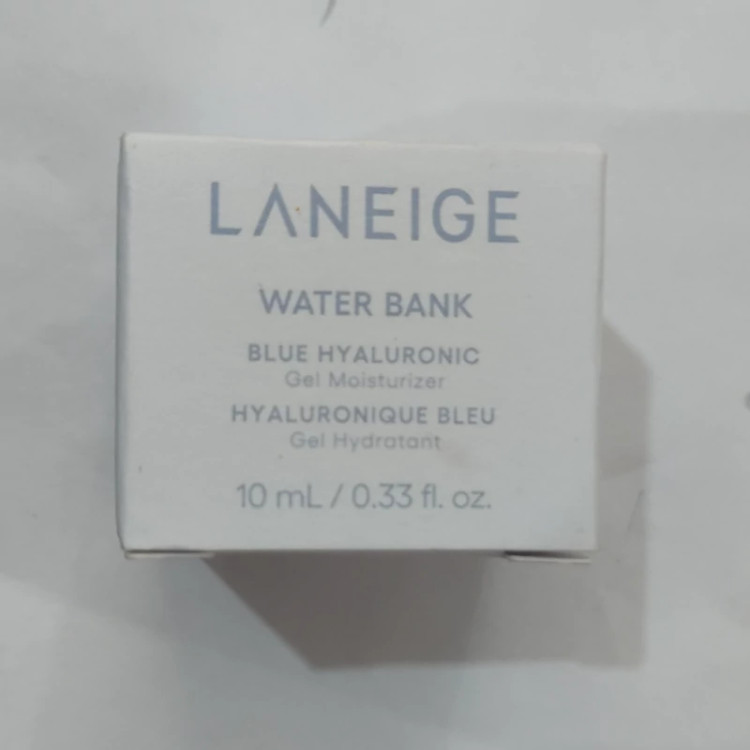 LANEIGE
WATER BANK
BLUE HYALURONIC
Gel Moisturizer
HYALURONIQUE BLEU
Gel Hydratant
10 mL / 0.33 fl. oz.